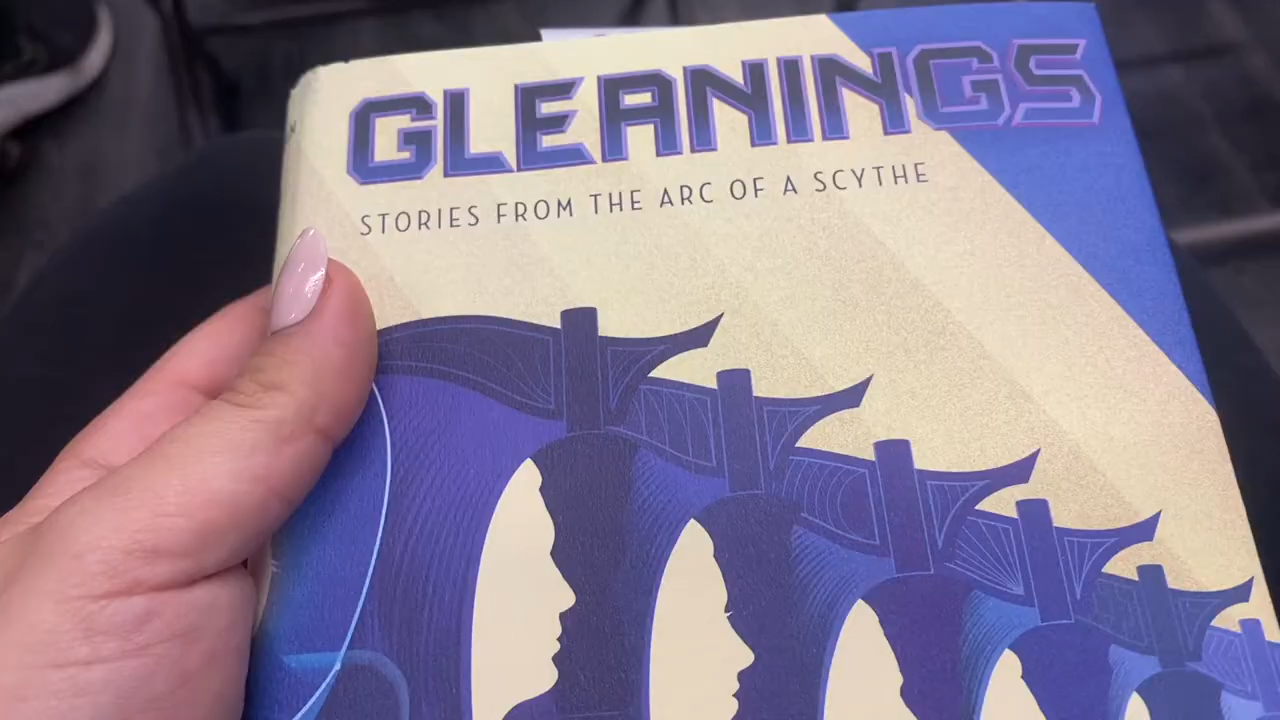 GLEANINGS
STORIES FROM THE ARC OF A SCYTHE